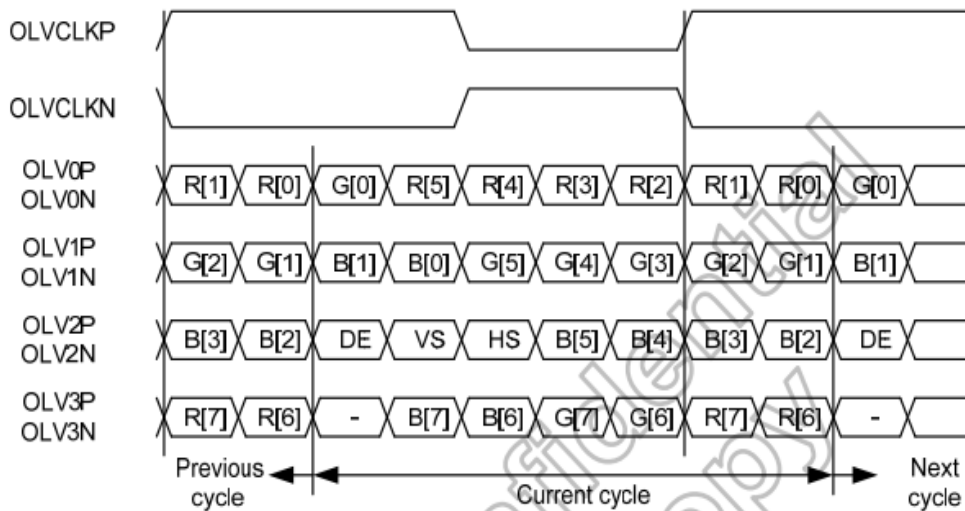 OLVCLKP
OLVCLKN
OLV0P
OLV0N
R[1] R[0] G[0] R[5] R[4] R[3] R[2] R[1] R[0] G[0]
OLV1P
OLV1N
G[2] G[1] B[1] B[0] G[5] G[4] G[3] G[2] G[1] B[1]
OLV2P
OLV2N
B[3] B[2] DE VS HS B[5] B[4] B[3] B[2] DE
OLV3P
OLV3N
R[7] R[6] - B[7] B[6] G[7] G[6] R[7] R[6] -
Previous
cycle
Current cycle
Next
cycle